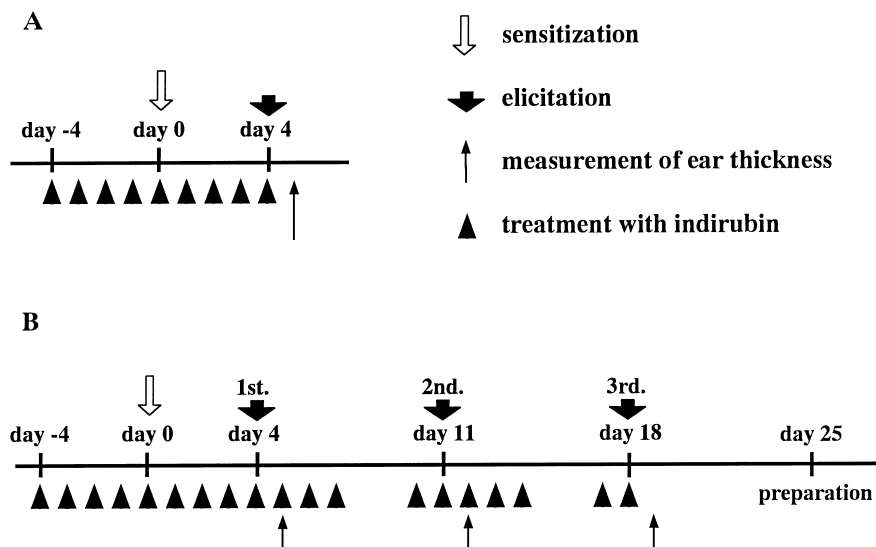 A
sensitization
elicitation
day -4 day 0 day 4
measurement of ear thickness
treatment with indirubin
B
1st. 2nd. 3rd.
day -4 day 0 day 4 day 11 day 18 day 25
preparation